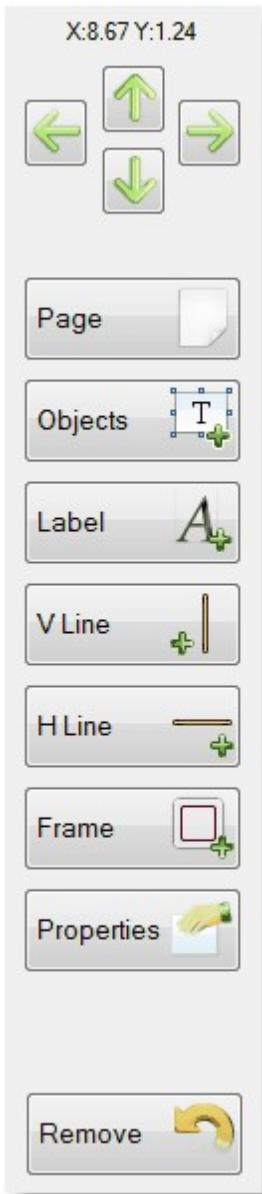 X:8.67 Y:1.24
Page
Objects
T
Label
A
V Line
H Line
Frame
Properties
Remove